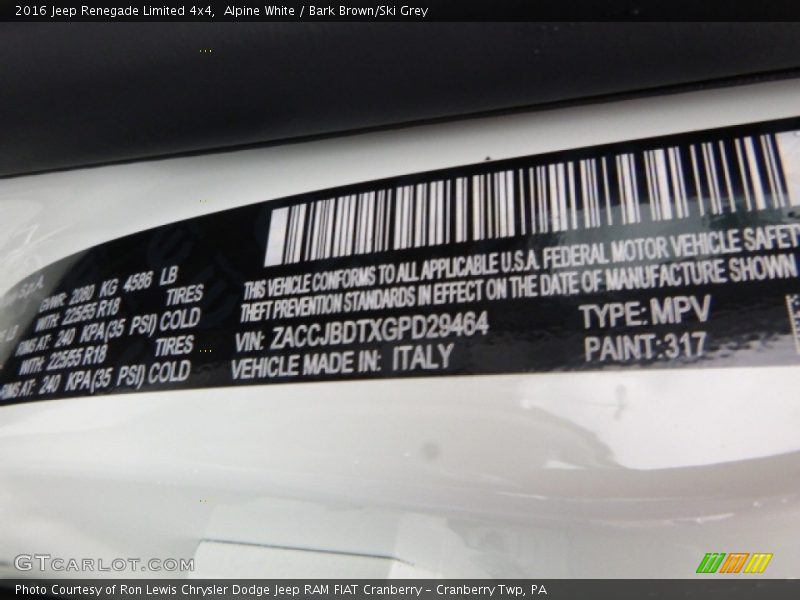 2016 Jeep Renegade Limited 4x4, Alpine White / Bark Brown/Ski Grey
S.p.A.
GVWR: 2080 KG 4586 LB
WITH: 225/55 R18 TIRES
RIMS AT: 240 KPA(35 PSI) COLD
LB
WITH: 225/55 R18 TIRES
RIMS AT: 240 KPA(35 PSI) COLD
THIS VEHICLE CONFORMS TO ALL APPLICABLE U.S.A. FEDERAL MOTOR VEHICLE SAFETY
THEFT PREVENTION STANDARDS IN EFFECT ON THE DATE OF MANUFACTURE SHOWN
VIN: ZACCJBDTXGPD29464 TYPE: MPV
VEHICLE MADE IN: ITALY PAINT:317
GTCARLOT.COM
Photo Courtesy of Ron Lewis Chrysler Dodge Jeep RAM FIAT Cranberry - Cranberry Twp, PA